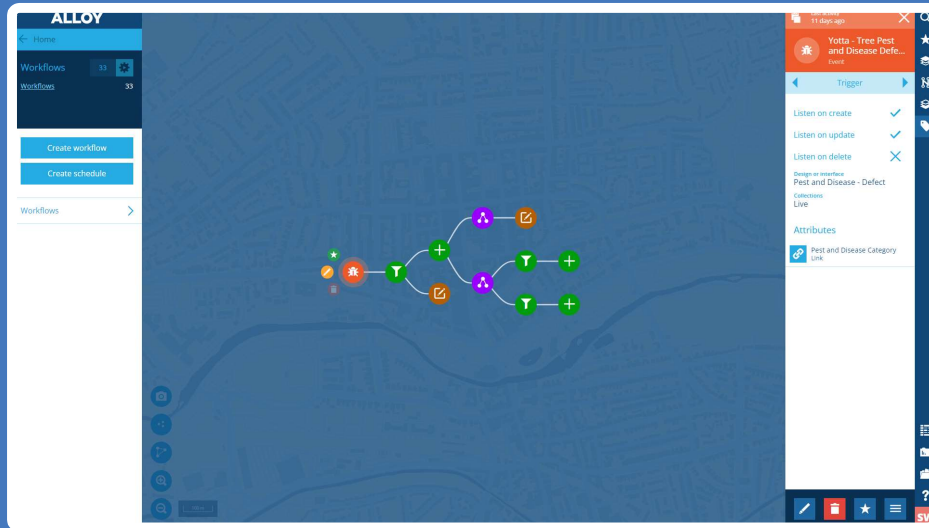 ALLOY
Home
Workflows 33
Workflows 33
Create workflow
Create schedule
Workflows
11 days ago
Yotta - Tree Pest
and Disease Defe...
Event
Trigger
Listen on create
Listen on update
Listen on delete
Design or Interface
Pest and Disease - Defect
Collections
Live
Attributes
Pest and Disease Category
Link
?
SW